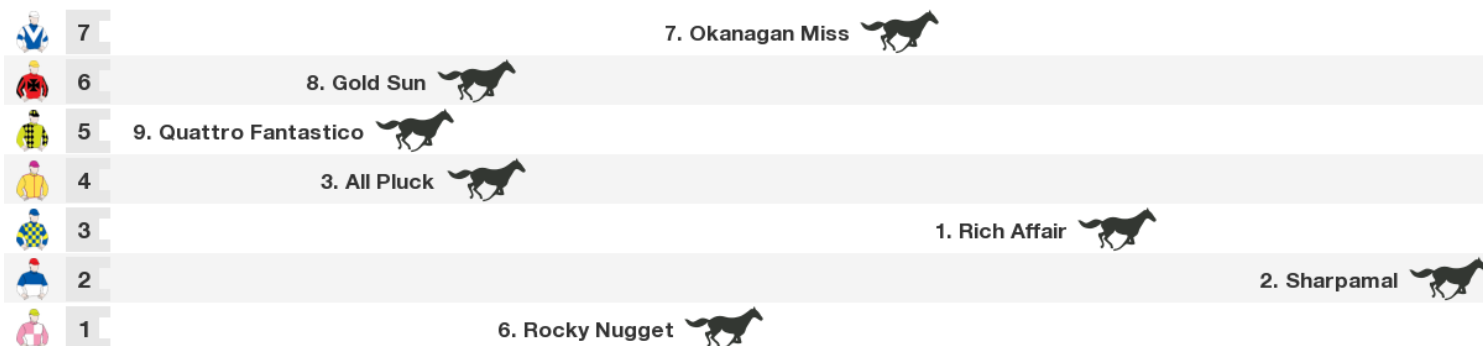 7 7. Okanagan Miss
6 8. Gold Sun
5 9. Quattro Fantastico
4 3. All Pluck
3 1. Rich Affair
2 2. Sharpamal
1 6. Rocky Nugget